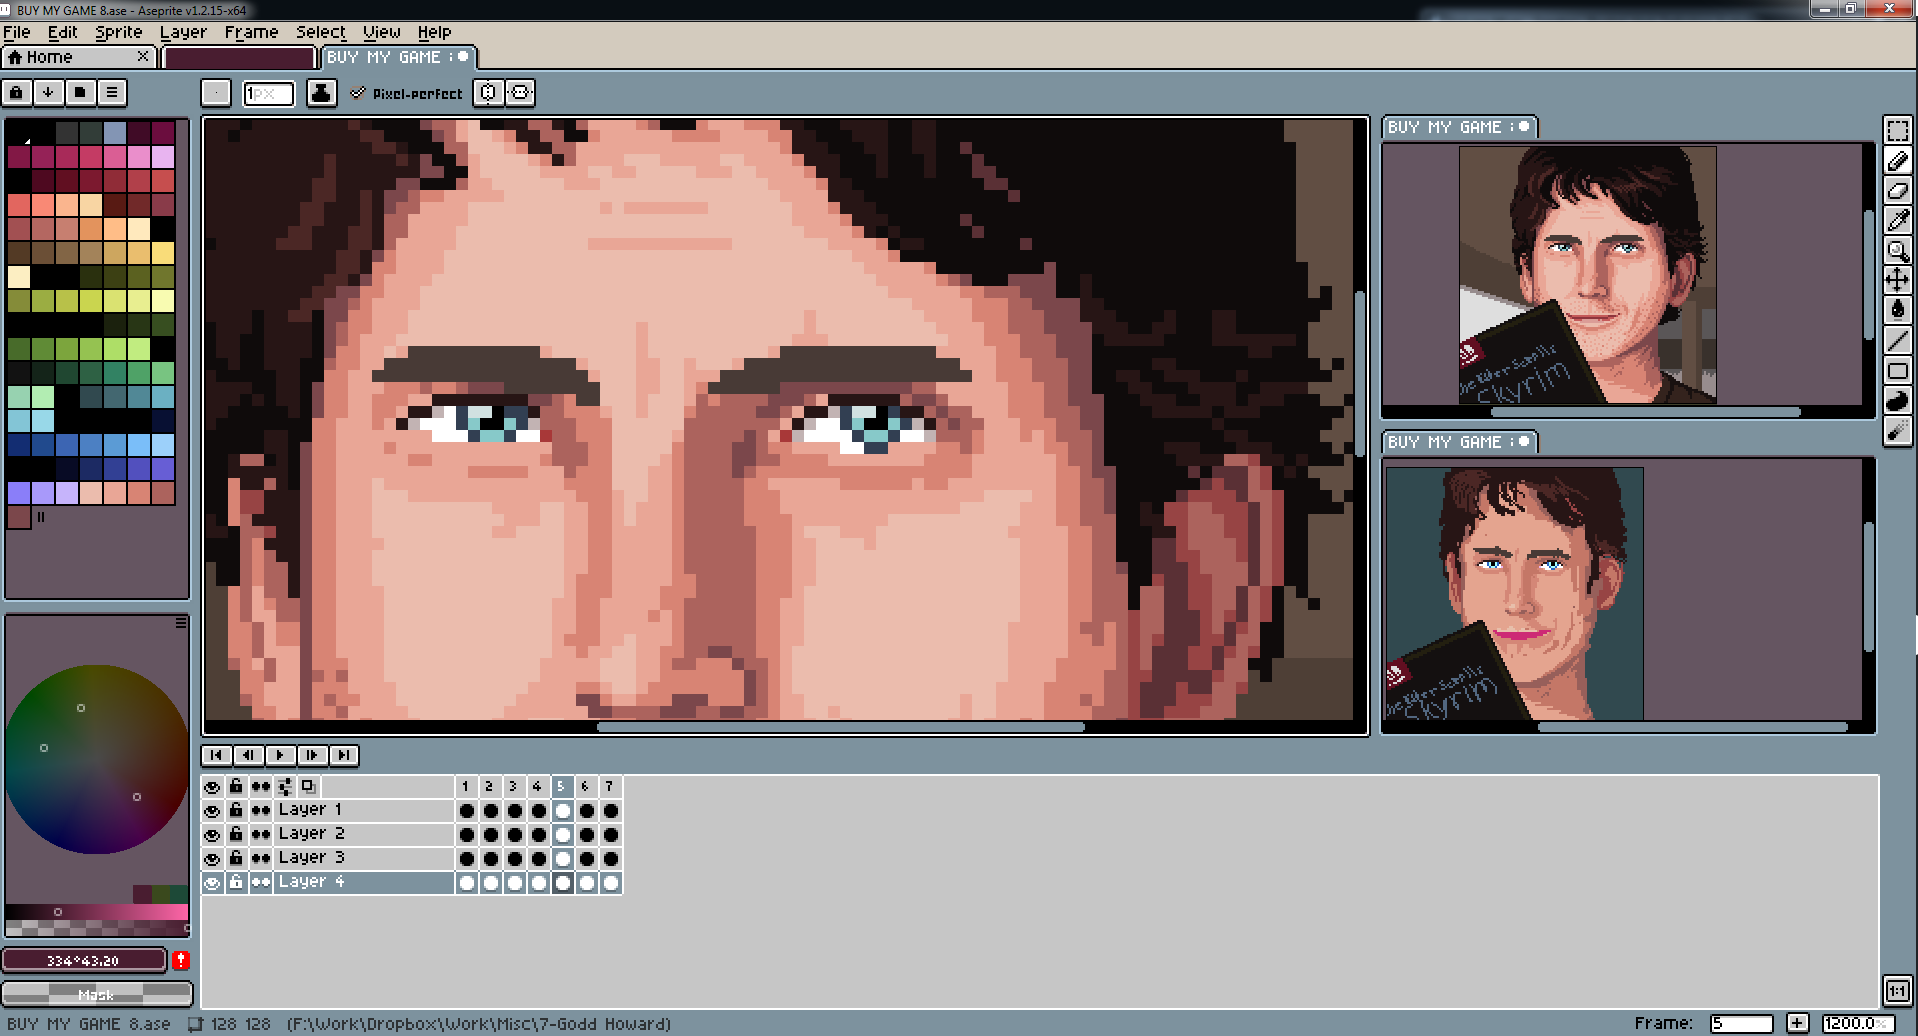 BUY MY GAME 8.ase - Aseprite v1.2.15-x64
File Edit Sprite Layer Frame Select View Help
Home
BUY MY GAME :
1px
Pixel-perfect
BUY MY GAME :
The Elder Scrolls
Skyrim
BUY MY GAME :
The Elder Scrolls
Skyrim
1 2 3 4 5 6 7
Layer 1
Layer 2
Layer 3
Layer 4
334°43.20
Mask
1:1
BUY MY GAME 8.ase 128 128 (F:\Work\Dropbox\Work\Misc\7-Godd Howard) Frame: 5 + 1200.0%